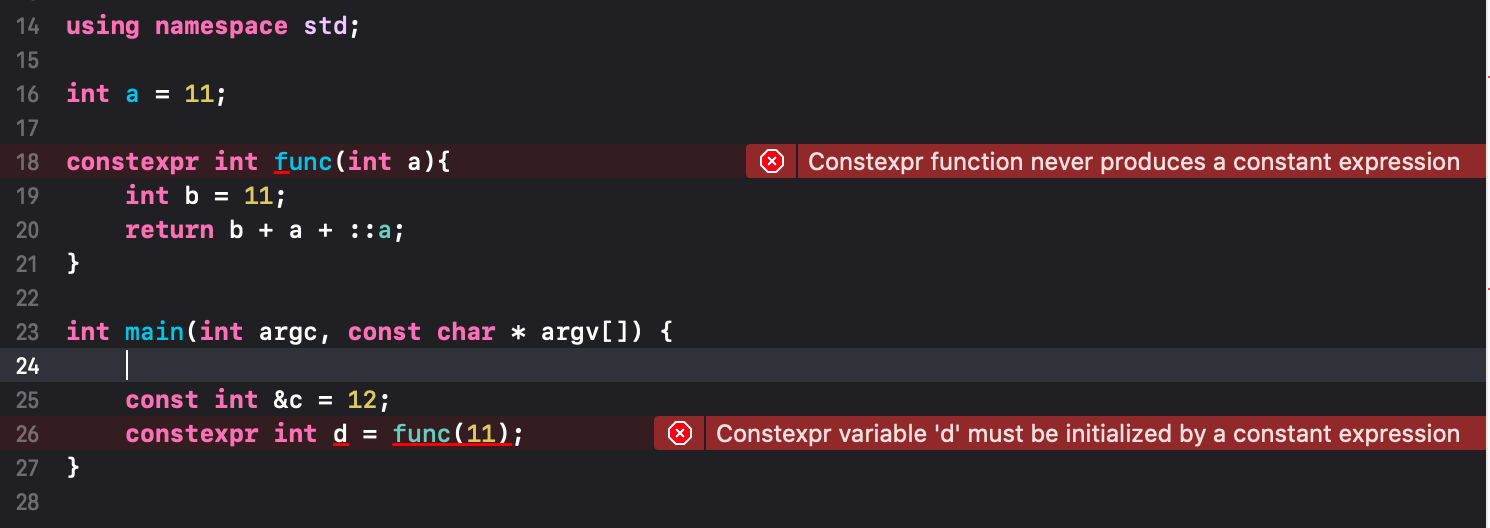 14 using namespace std;
15
16 int a = 11;
17
18 constexpr int func(int a){ Constexpr function never produces a constant expression
19 int b = 11;
20 return b + a + ::a;
21 }
22
23 int main(int argc, const char * argv[]) {
24
25 const int &c = 12;
26 constexpr int d = func(11); Constexpr variable 'd' must be initialized by a constant expression
27 }
28